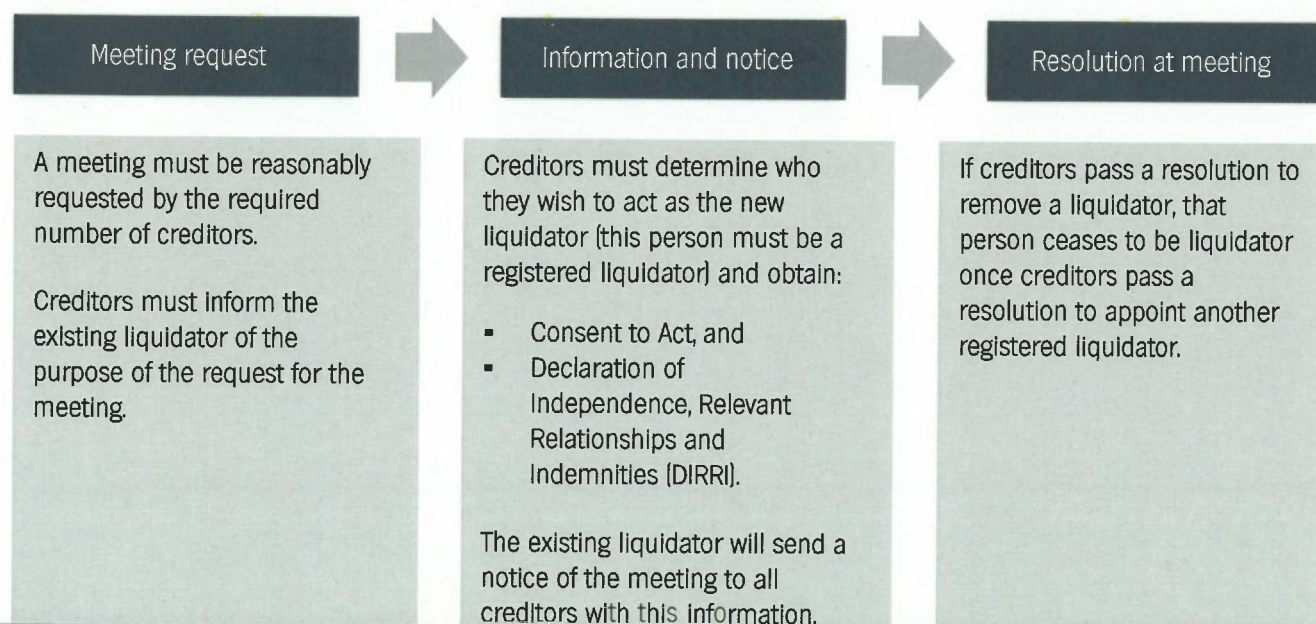 Meeting request
Information and notice
Resolution at meeting
A meeting must be reasonably
requested by the required
number of creditors.
Creditors must inform the
existing liquidator of the
purpose of the request for the
meeting.
Creditors must determine who
they wish to act as the new
liquidator (this person must be a
registered liquidator) and obtain:
▪ Consent to Act, and
▪ Declaration of
Independence, Relevant
Relationships and
Indemnities (DIRRI).
The existing liquidator will send a
notice of the meeting to all
creditors with this information.
If creditors pass a resolution to
remove a liquidator, that
person ceases to be liquidator
once creditors pass a
resolution to appoint another
registered liquidator.